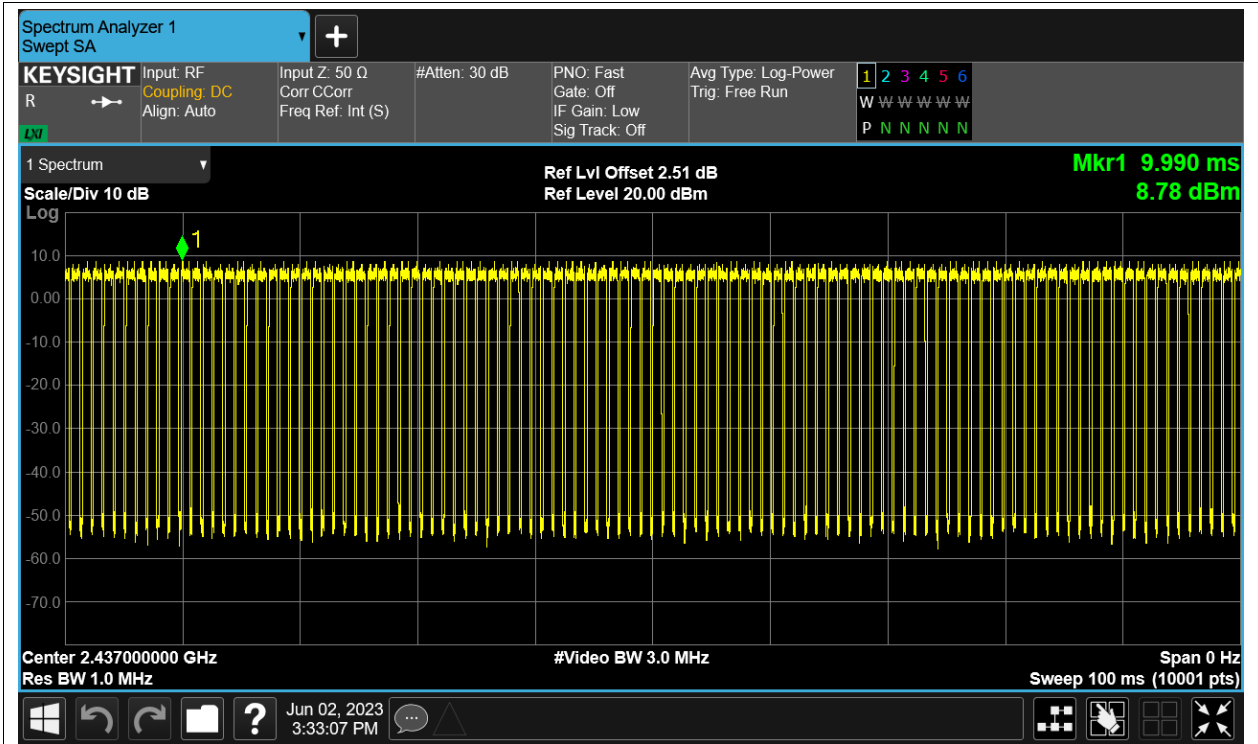 Spectrum Analyzer 1
Swept SA
KEYSIGHT
R
LXI
Input: RF
Coupling: DC
Align: Auto
Input Z: 50 Ω
Corr CCorr
Freq Ref: Int (S)
#Atten: 30 dB
PNO: Fast
Gate: Off
IF Gain: Low
Sig Track: Off
Avg Type: Log-Power
Trig: Free Run
1 2 3 4 5 6
W W W W W W
P N N N N N
1 Spectrum
Scale/Div 10 dB
Ref Lvl Offset 2.51 dB
Ref Level 20.00 dBm
Mkr1 9.990 ms
8.78 dBm
Log
1
10.0
0.00
-10.0
-20.0
-30.0
-40.0
-50.0
-60.0
-70.0
Center 2.437000000 GHz
#Video BW 3.0 MHz
Span 0 Hz
Res BW 1.0 MHz
Sweep 100 ms (10001 pts)
?
Jun 02, 2023
3:33:07 PM